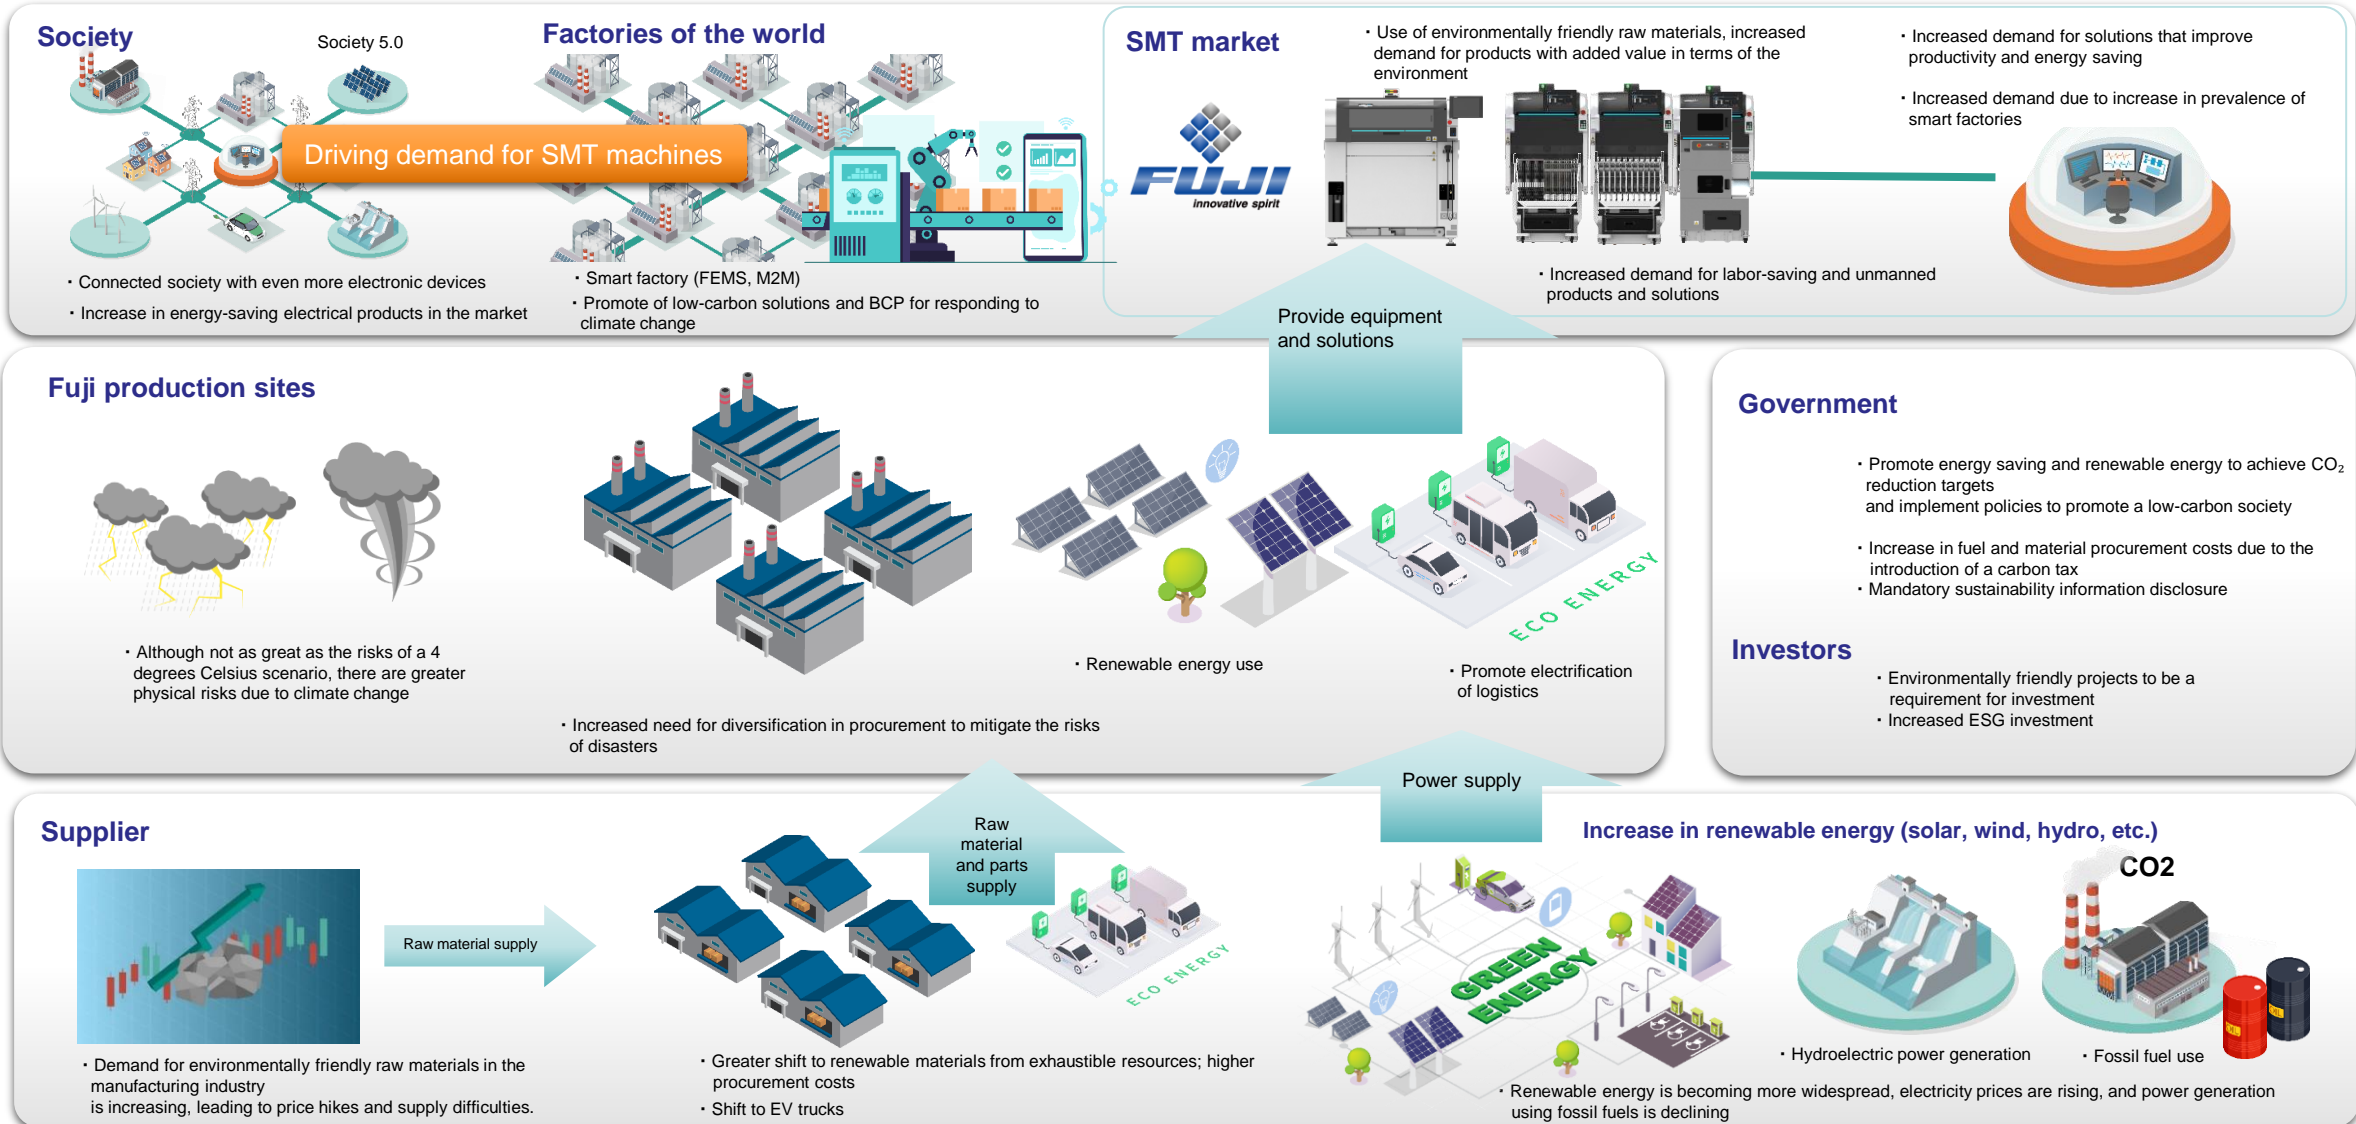 Society
Society 5.0
Factories of the world
Driving demand for SMT machines
・Connected society with even more electronic devices
・Increase in energy-saving electrical products in the market
・Smart factory (FEMS, M2M)
・Promote of low-carbon solutions and BCP for responding to
climate change
SMT market
FUJI
innovative spirit
・Use of environmentally friendly raw materials, increased
demand for products with added value in terms of the
environment
・Increased demand for solutions that improve
productivity and energy saving
・Increased demand due to increase in prevalence of
smart factories
・Increased demand for labor-saving and unmanned
products and solutions
Provide equipment
and solutions
Fuji production sites
・Although not as great as the risks of a 4
degrees Celsius scenario, there are greater
physical risks due to climate change
・Increased need for diversification in procurement to mitigate the risks
of disasters
・Renewable energy use
ECO ENERGY
・Promote electrification
of logistics
Government
・Promote energy saving and renewable energy to achieve CO₂
reduction targets
and implement policies to promote a low-carbon society
・Increase in fuel and material procurement costs due to the
introduction of a carbon tax
・Mandatory sustainability information disclosure
Investors
・Environmentally friendly projects to be a
requirement for investment
・Increased ESG investment
Supplier
Raw material supply
Raw
material
and parts
supply
Power supply
ECO ENERGY
・Demand for environmentally friendly raw materials in the
manufacturing industry
is increasing, leading to price hikes and supply difficulties.
・Greater shift to renewable materials from exhaustible resources; higher
procurement costs
・Shift to EV trucks
Increase in renewable energy (solar, wind, hydro, etc.)
CO2
GREEN
ENERGY
OIL
OIL
・Hydroelectric power generation
・Fossil fuel use
・Renewable energy is becoming more widespread, electricity prices are rising, and power generation
using fossil fuels is declining